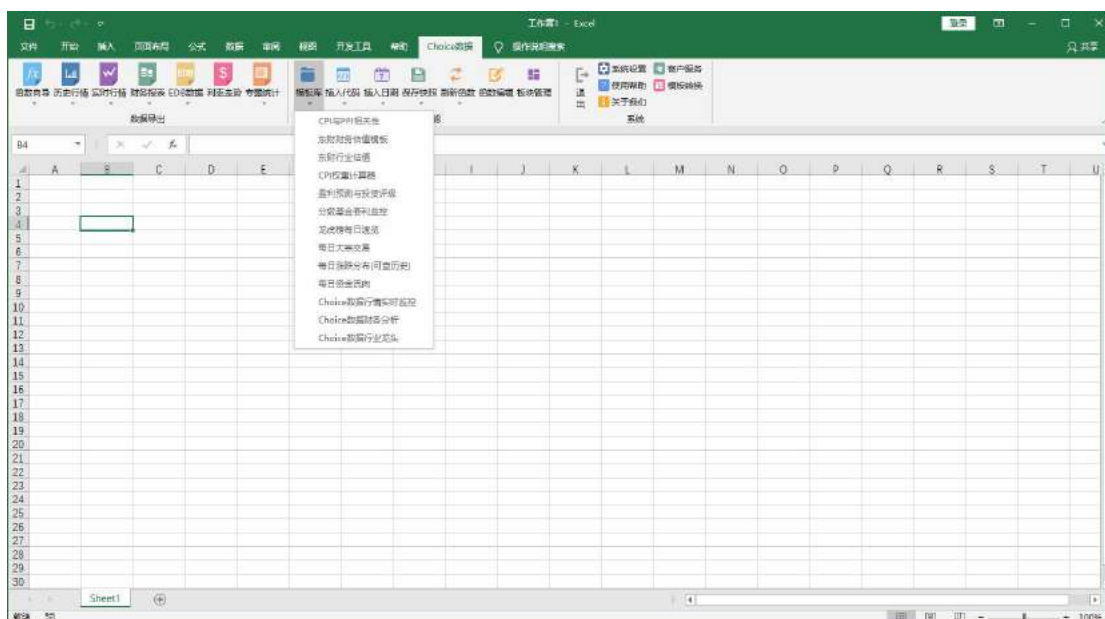 工作簿1 - Excel
登录
文件 开始 插入 页面布局 公式 数据 审阅 视图 开发工具 帮助 Choice数据 操作说明搜索 共享
函数向导 历史行情 实时行情 财务报表 EDB数据 利率走势 专题统计 模板库 插入代码 插入日期 保存快照 刷新函数 函数编辑 板块管理 退出 系统设置 客户服务
使用帮助 模板转换
关于我们
数据导出 系统
CPI与PPI相关性
东财财务估值模板
东财行业估值
CPI权重计算器
盈利预测与投资评级
分级基金套利监控
龙虎榜每日速览
每日大宗交易
每日涨跌分布(可查历史)
每日资金流向
Choice数据行情实时监控
Choice数据财务分析
Choice数据行业龙头
B4 fx
A B C D E I J K L M N O P Q R S T U
1
2
3
4
5
6
7
8
9
10
11
12
13
14
15
16
17
18
19
20
21
22
23
24
25
26
27
28
29
30
Sheet1
就绪 100%